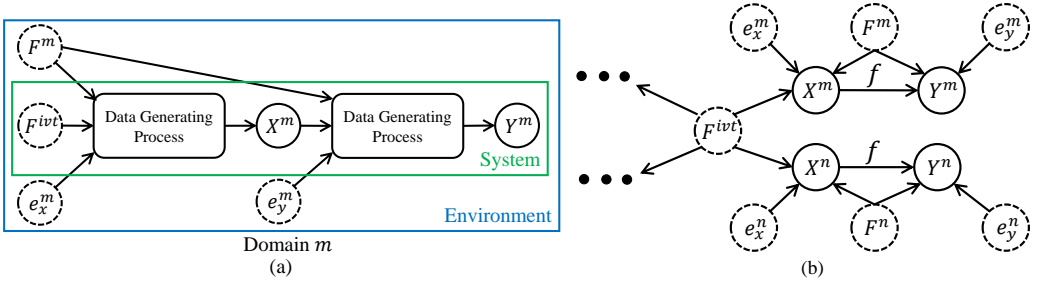 F^m
F^ivt
Data Generating
Process
X^m
Data Generating
Process
Y^m
System
e_x^m
e_y^m
Environment
Domain m
(a)
e_x^m
F^m
e_y^m
X^m
f
Y^m
F^ivt
X^n
f
Y^n
e_x^n
F^n
e_y^n
(b)